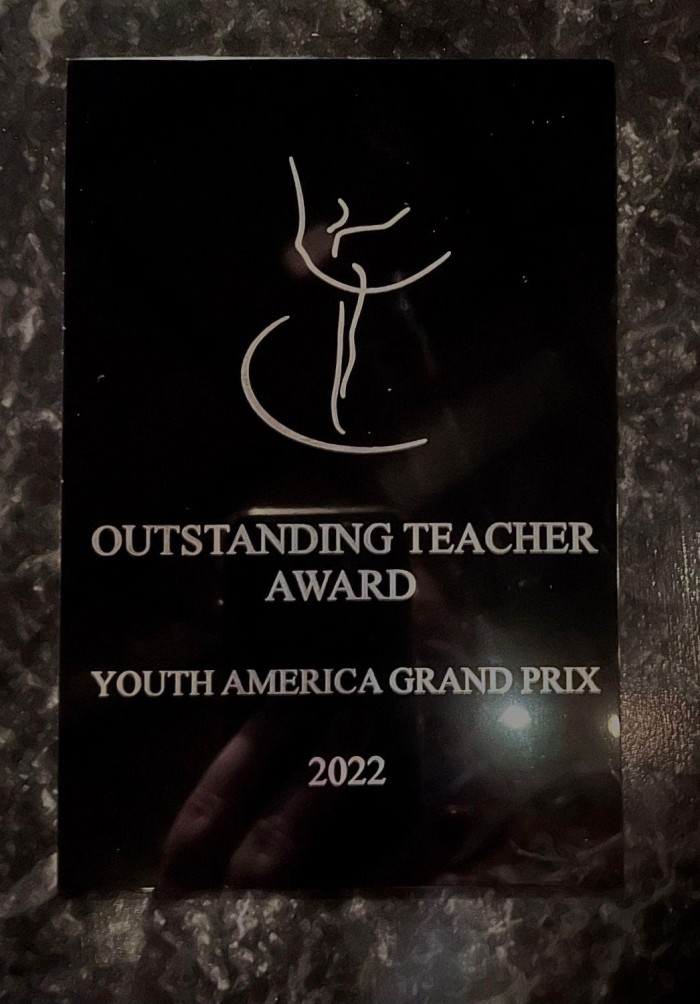 OUTSTANDING TEACHER
AWARD
YOUTH AMERICA GRAND PRIX
2022